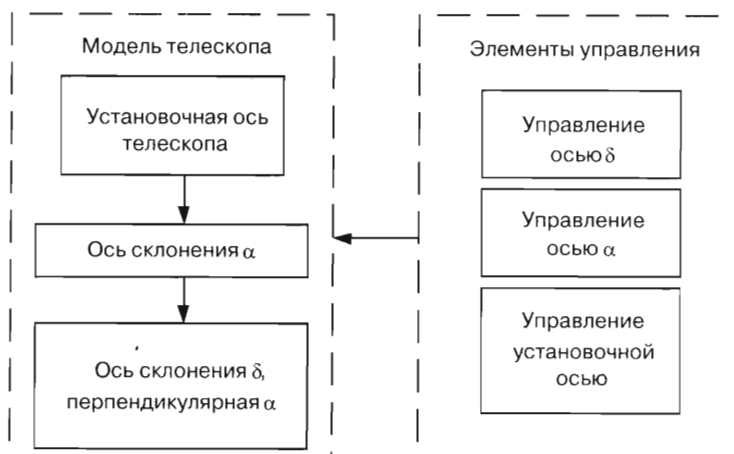 Модель телескопа
Установочная ось
телескопа
Ось склонения α
Ось склонения δ,
перпендикулярная α
Элементы управления
Управление
осью δ
Управление
осью α
Управление
установочной
осью